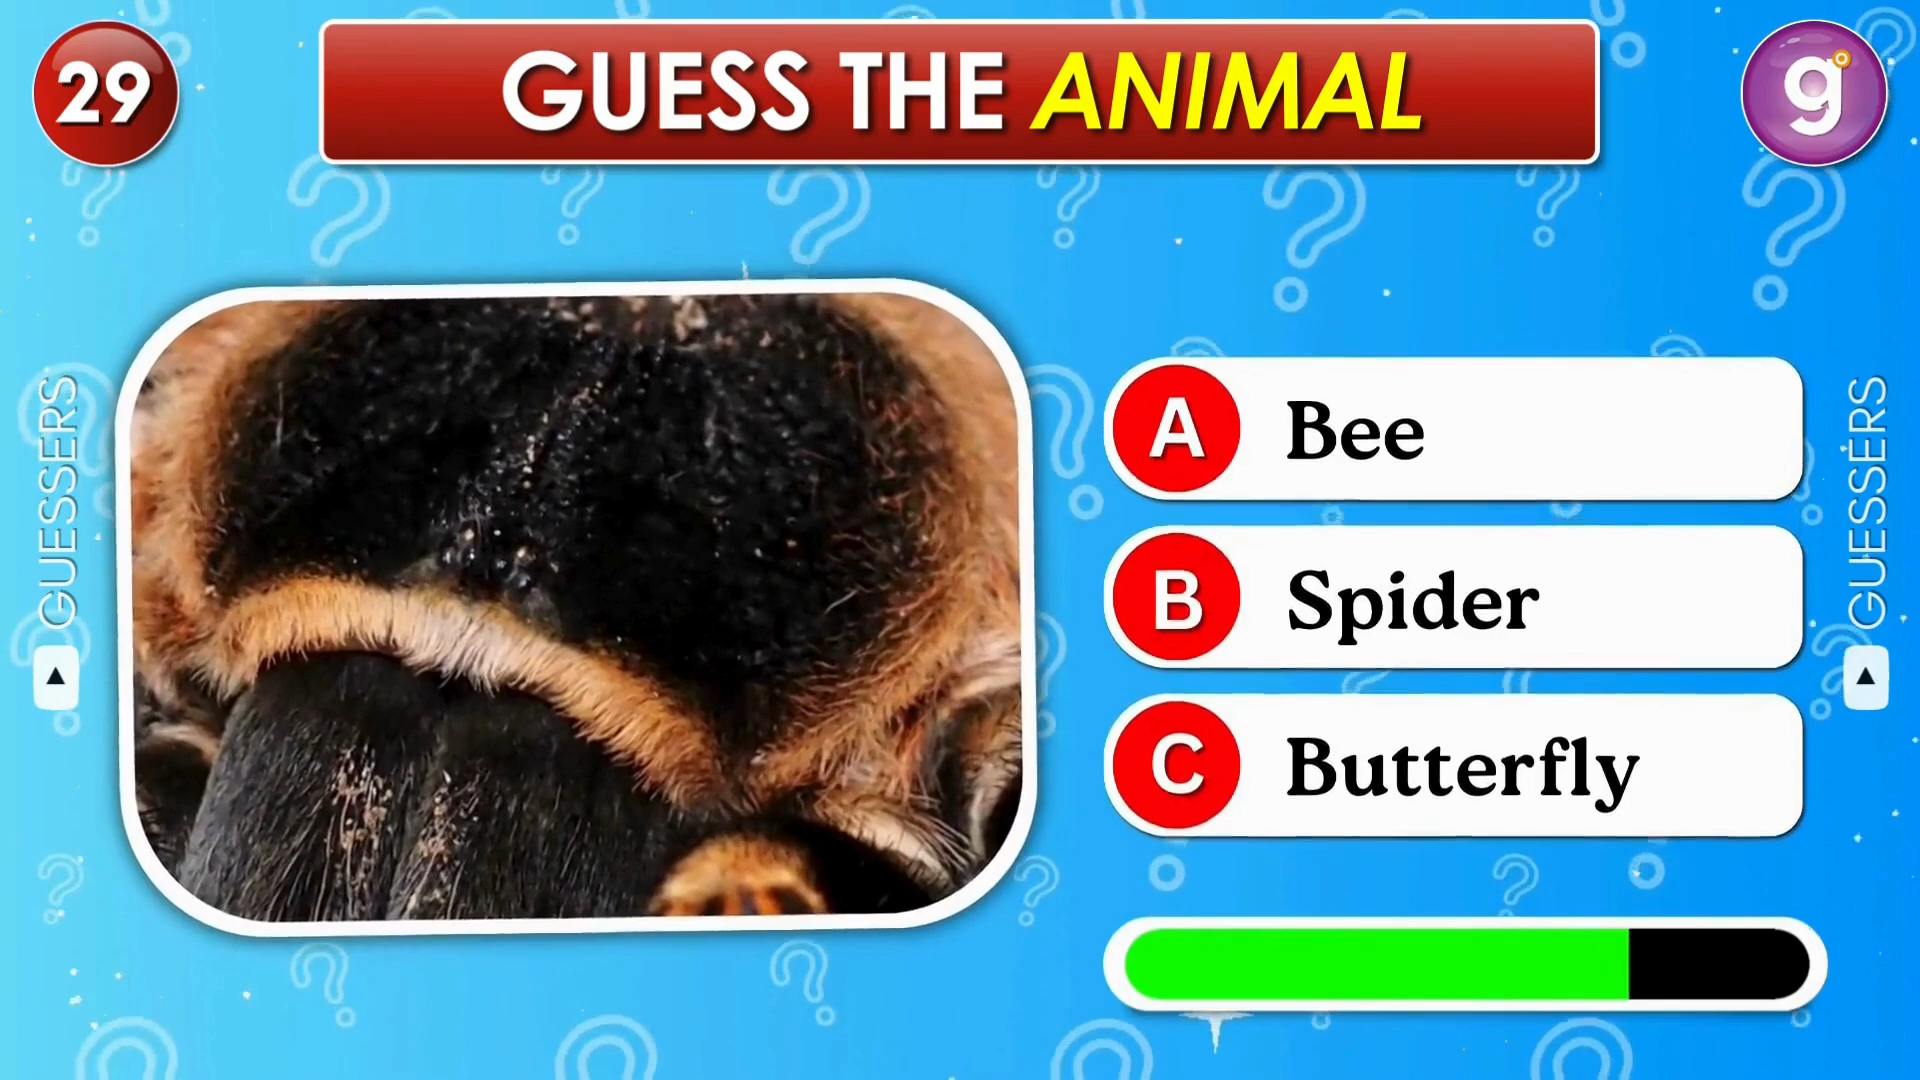 29
GUESS THE ANIMAL
g
GUESSERS
A Bee
B Spider
C Butterfly
GUESSERS